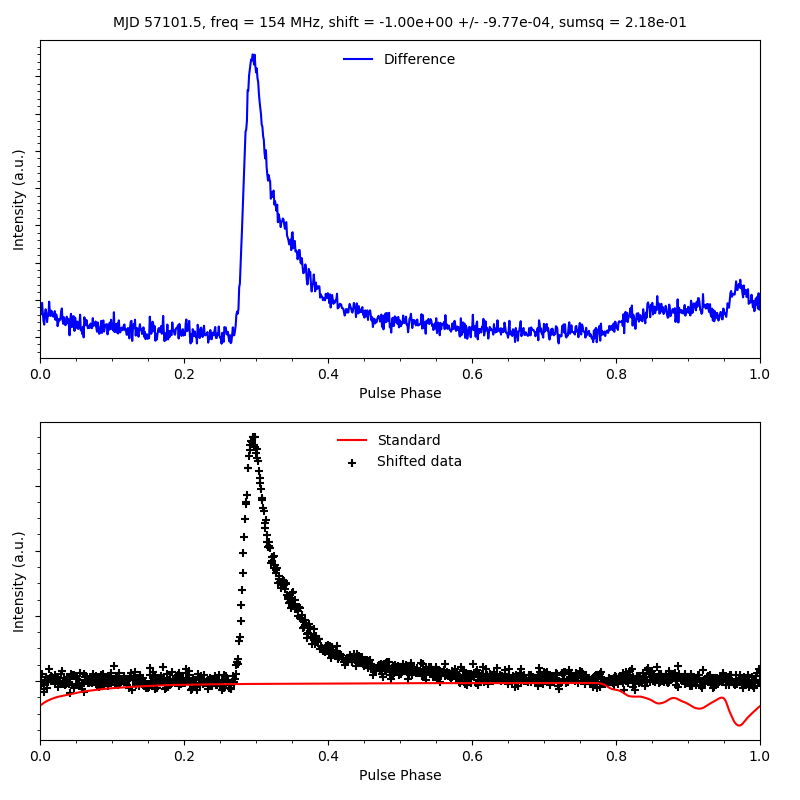 MJD 57101.5, freq = 154 MHz, shift = -1.00e+00 +/- -9.77e-04, sumsq = 2.18e-01
Difference
Intensity (a.u.)
0.0 0.2 0.4 0.6 0.8 1.0
Pulse Phase
Standard
Shifted data
Intensity (a.u.)
0.0 0.2 0.4 0.6 0.8 1.0
Pulse Phase